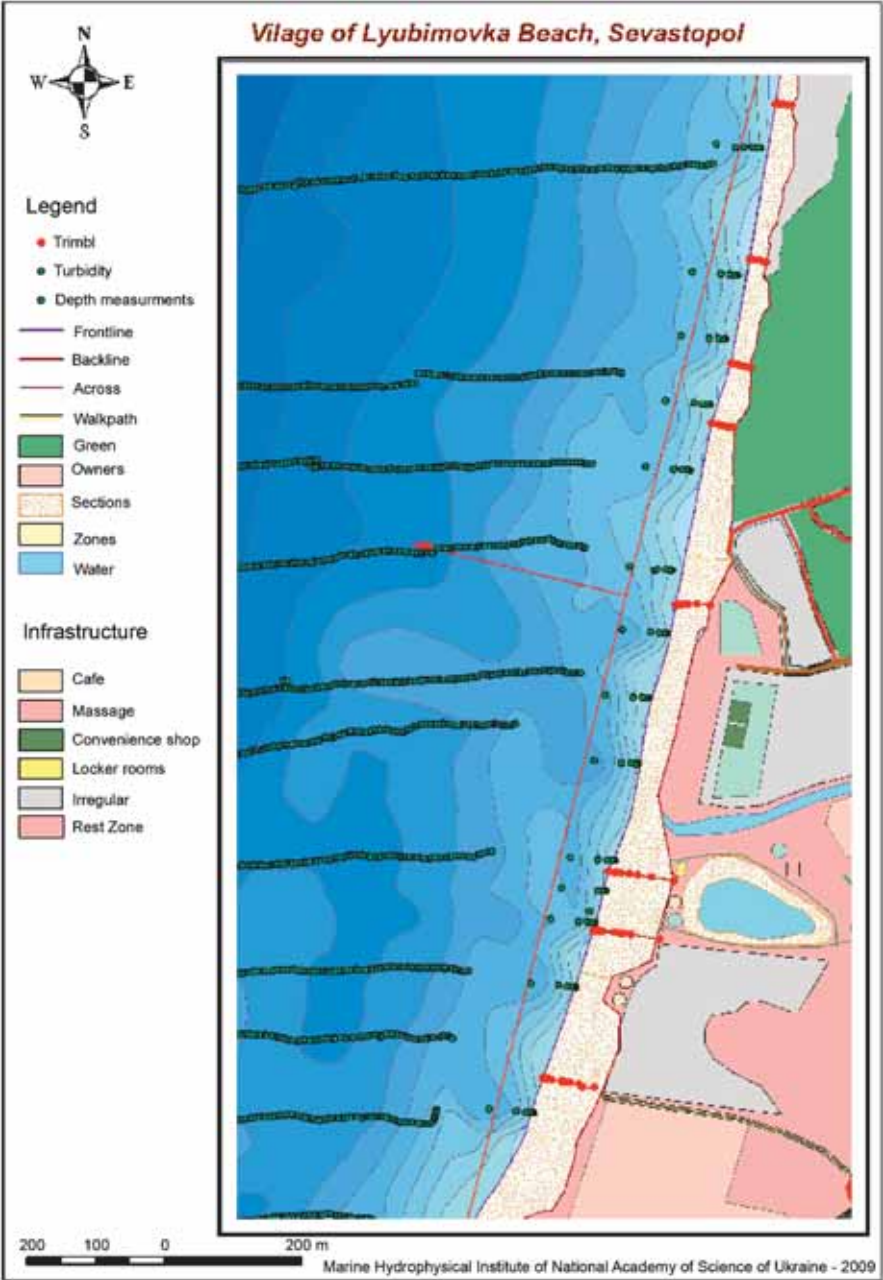 Vilage of Lyubimovka Beach, Sevastopol
N
W E
S
Legend
Trimbl
Turbidity
Depth measurments
Frontline
Backline
Across
Walkpath
Green
Owners
Sections
Zones
Water
Infrastructure
Cafe
Massage
Convenience shop
Locker rooms
Irregular
Rest Zone
200 100 0 200 m
Marine Hydrophysical Institute of National Academy of Science of Ukraine - 2009